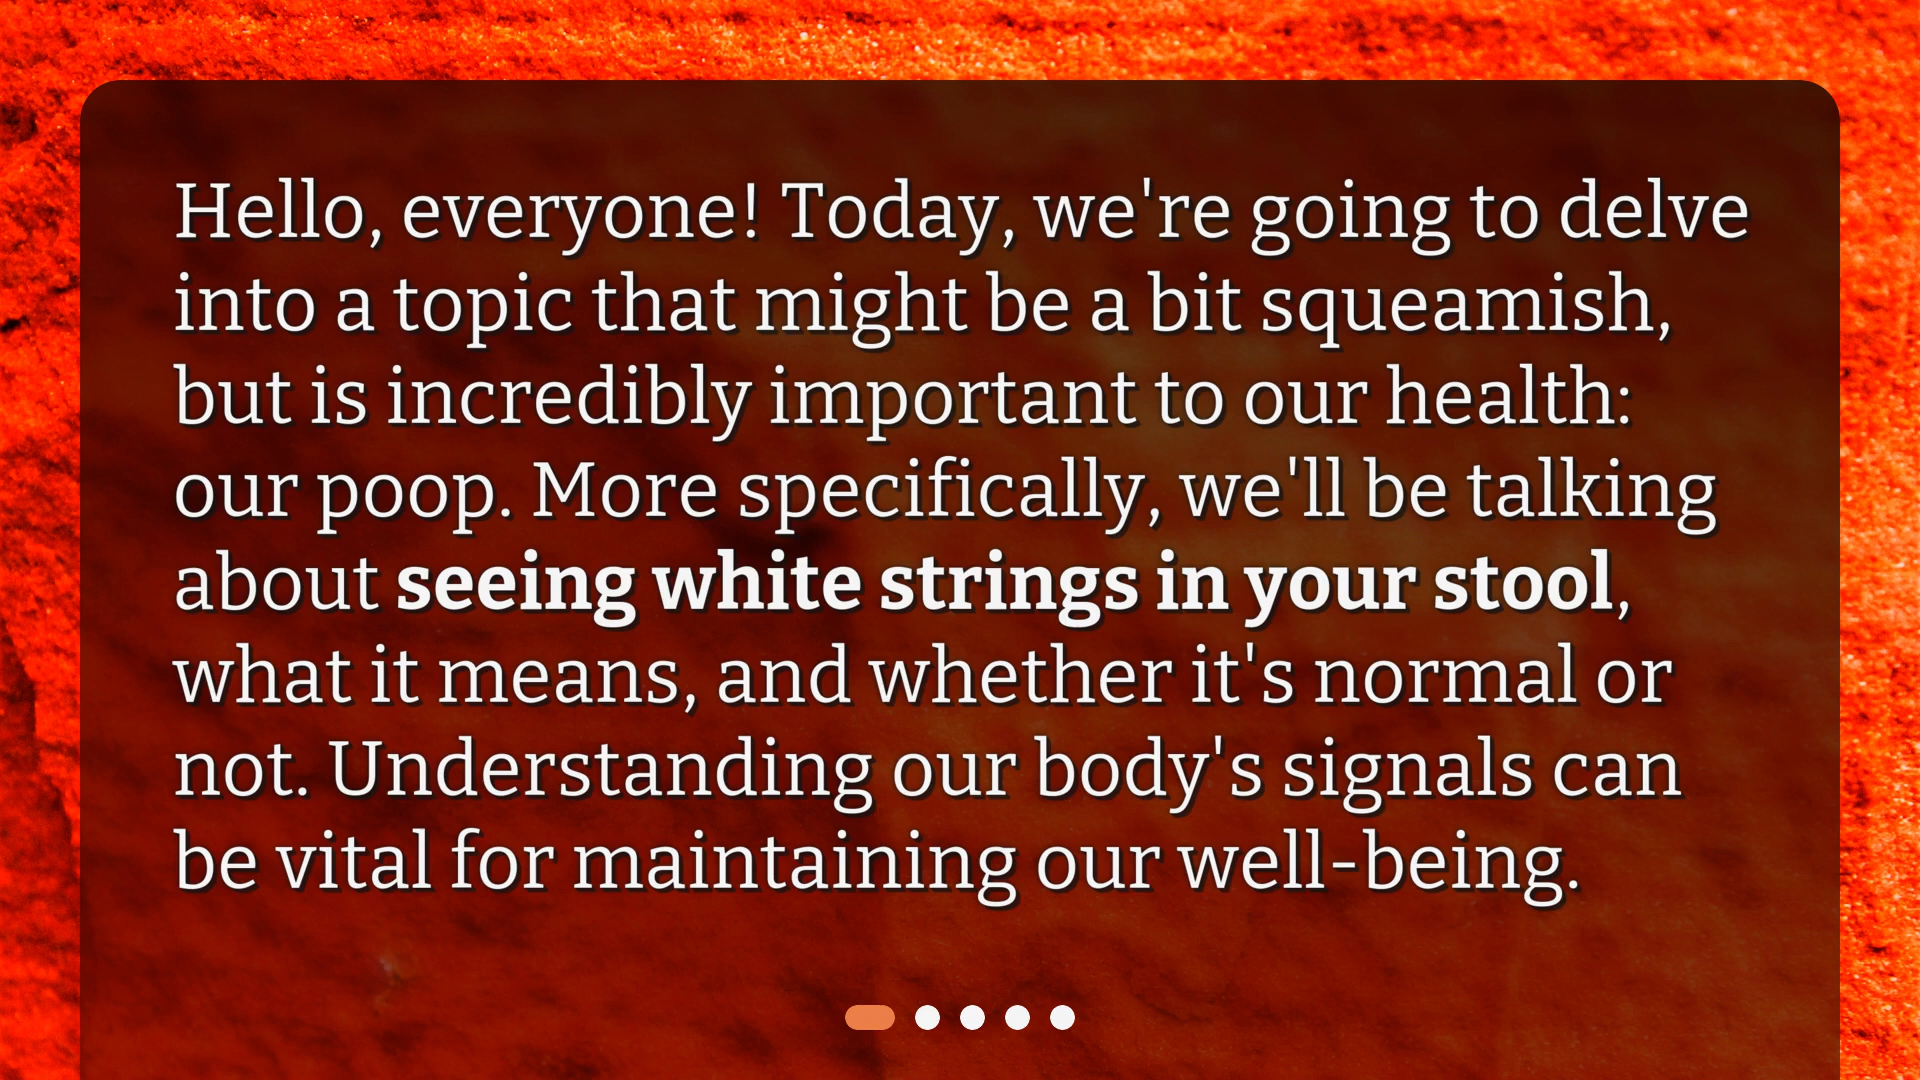 Hello, everyone! Today, we're going to delve
into a topic that might be a bit squeamish,
but is incredibly important to our health:
our poop. More specifically, we'll be talking
about seeing white strings in your stool,
what it means, and whether it's normal or
not. Understanding our body's signals can
be vital for maintaining our well-being.